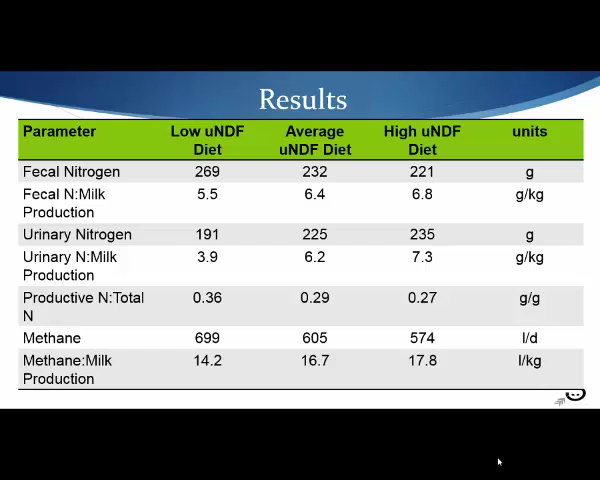 Results
Parameter Low uNDF Diet Average uNDF Diet High uNDF Diet units
Fecal Nitrogen 269 232 221 g
Fecal N:Milk Production 5.5 6.4 6.8 g/kg
Urinary Nitrogen 191 225 235 g
Urinary N:Milk Production 3.9 6.2 7.3 g/kg
Productive N:Total N 0.36 0.29 0.27 g/g
Methane 699 605 574 l/d
Methane:Milk Production 14.2 16.7 17.8 l/kg